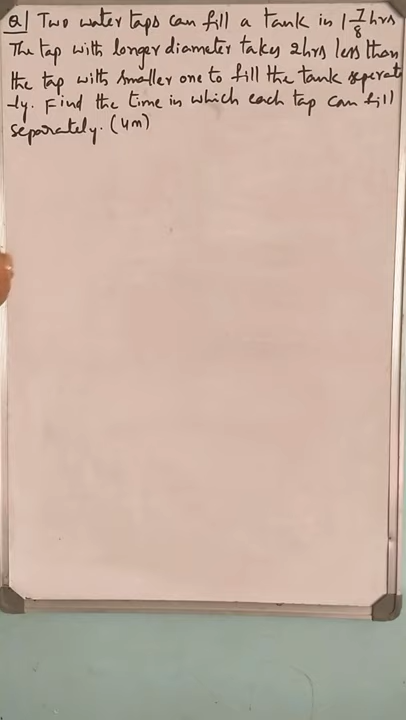 Q| Two water taps can fill a tank in 1 7/8 hrs
The tap with longer diameter takes 2hrs less than
the tap with smaller one to fill the tank seperat
-ly. Find the time in which each tap can fill
separately. (4m)